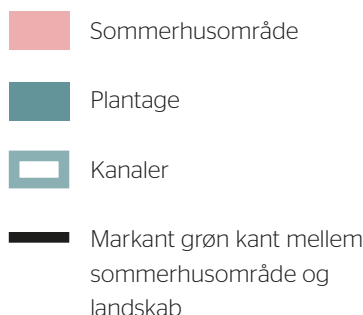 Sommerhusområde
Plantage
Kanaler
Markant grøn kant mellem
sommerhusområde og
landskab